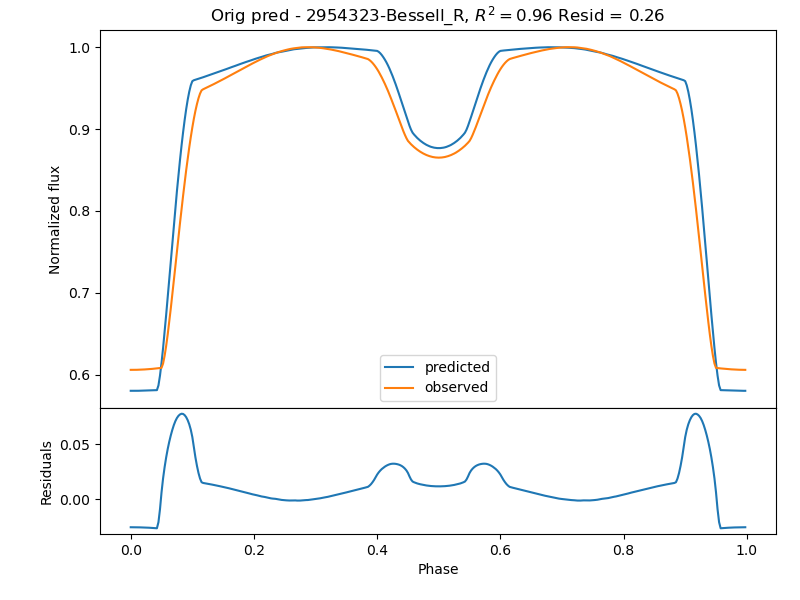 Orig pred - 2954323-Bessell_R, R² = 0.96 Resid = 0.26
1.0
0.9
0.8
0.7
0.6
Normalized flux
predicted
observed
0.05
0.00
Residuals
0.0 0.2 0.4 0.6 0.8 1.0
Phase